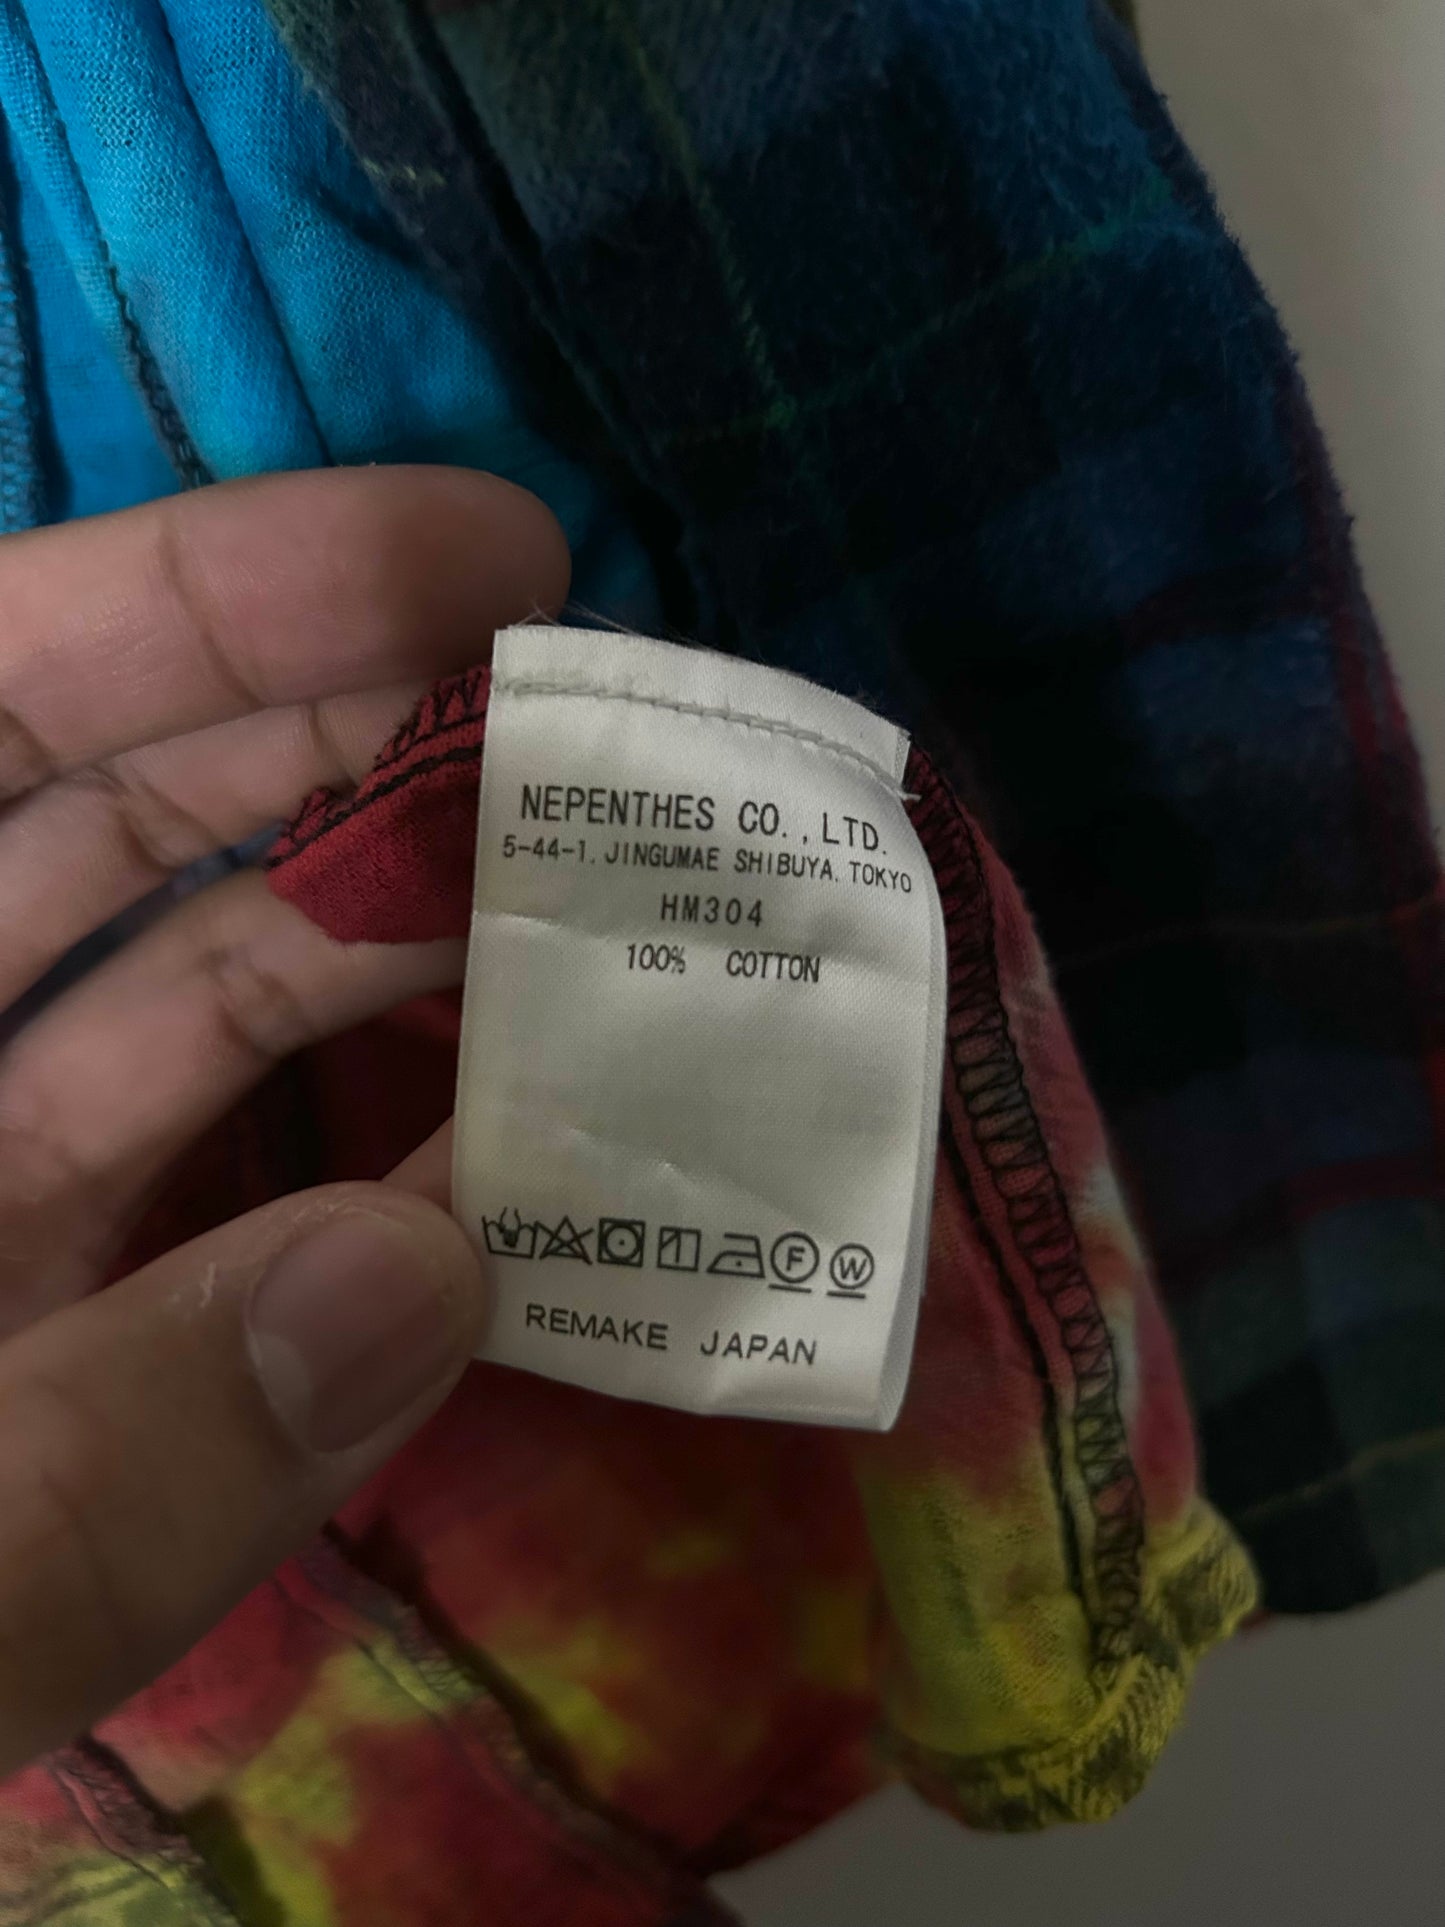 NEPENTHES CO., LTD.
5-44-1. JINGUMAE SHIBUYA. TOKYO
HM304
100% COTTON
F W
REMAKE JAPAN